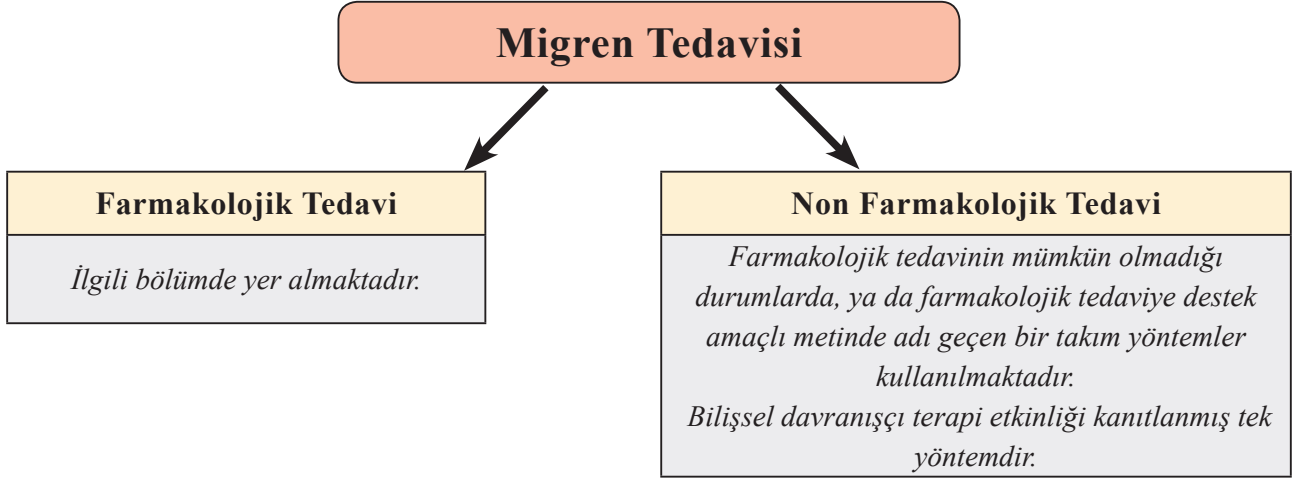 Migren Tedavisi
Farmakolojik Tedavi
İlgili bölümde yer almaktadır.
Non Farmakolojik Tedavi
Farmakolojik tedavinin mümkün olmadığı
durumlarda, ya da farmakolojik tedaviye destek
amaçlı metinde adı geçen bir takım yöntemler
kullanılmaktadır.
Bilişsel davranışçı terapi etkinliği kanıtlanmış tek
yöntemdir.